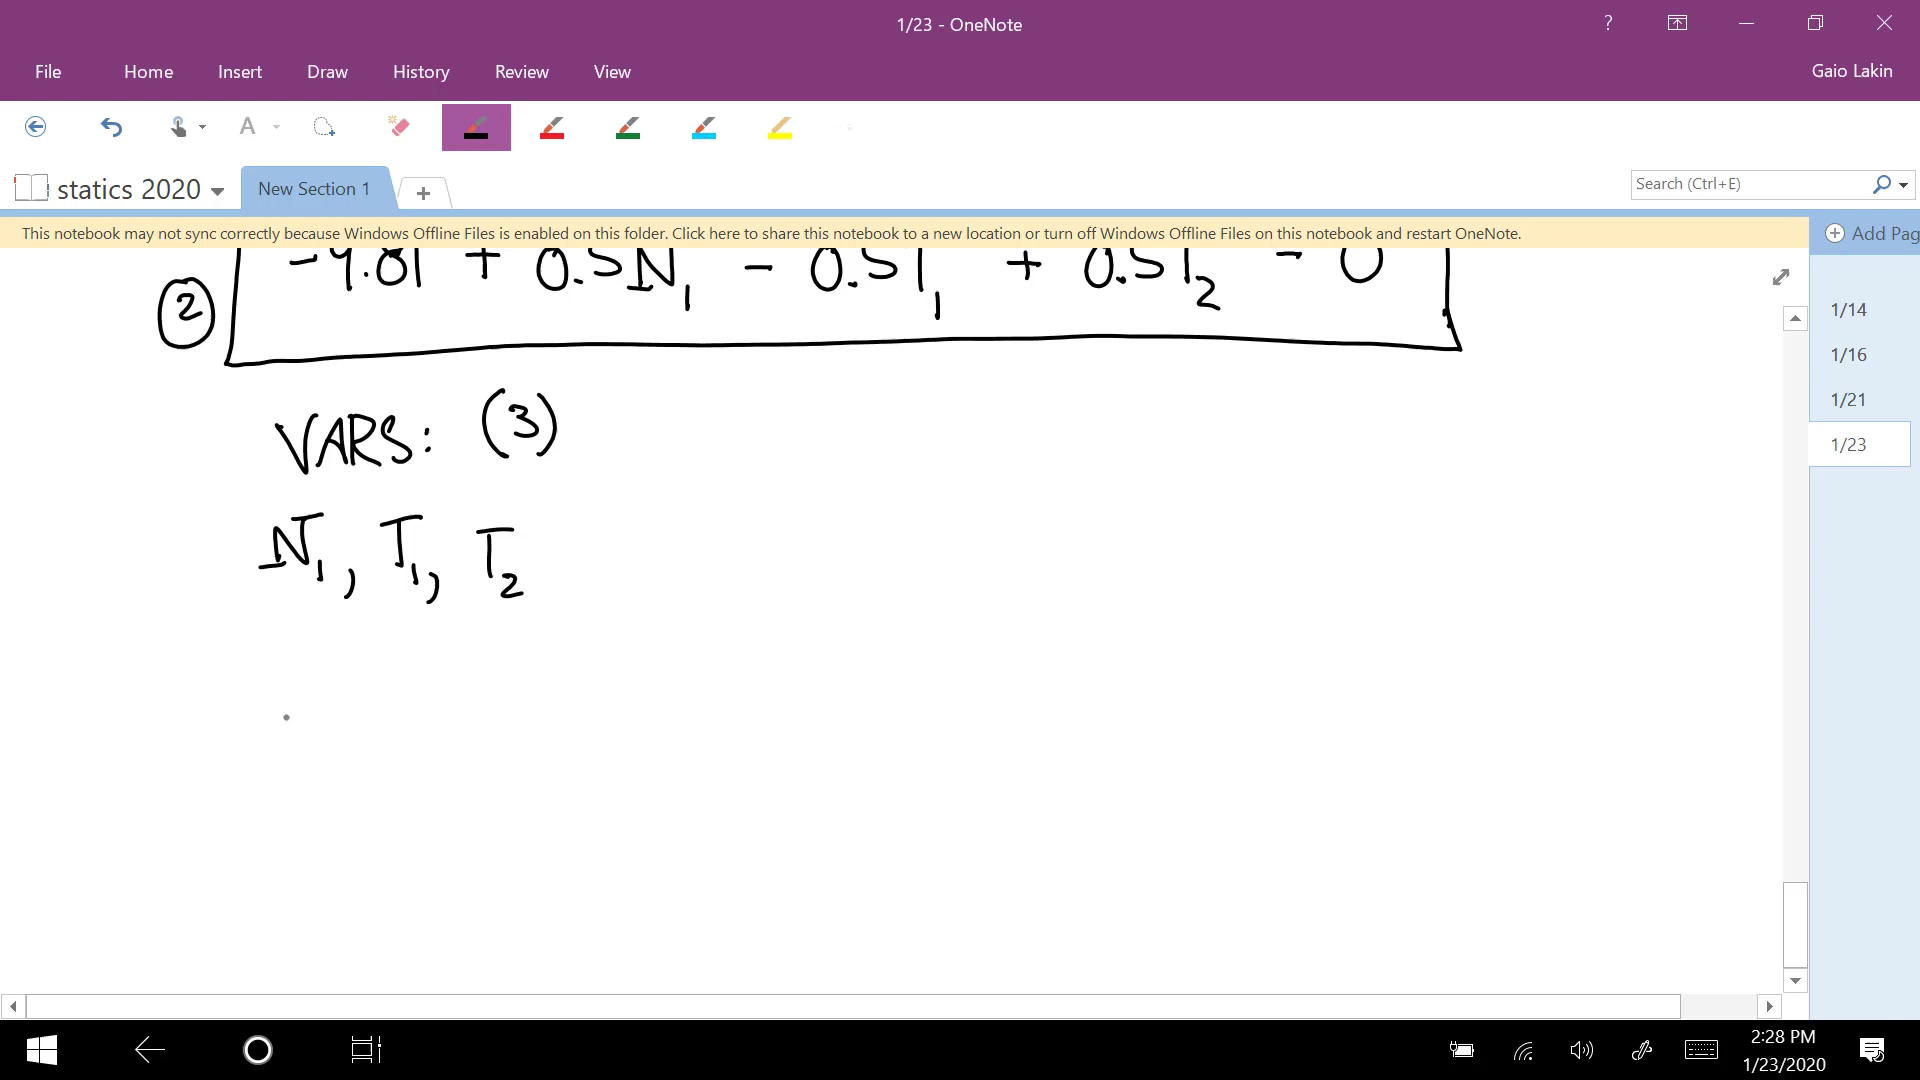 1/23 - OneNote
?
File Home Insert Draw History Review View
Gaio Lakin
A
statics 2020 New Section 1 +
Search (Ctrl+E)
This notebook may not sync correctly because Windows Offline Files is enabled on this folder. Click here to share this notebook to a new location or turn off Windows Offline Files on this notebook and restart OneNote.
Add Pag
1/14
1/16
1/21
1/23
② -9.81 + 0.5N₁ - 0.5T₁ + 0.5T₂ = 0
VARS: (3)
N₁, T₁, T₂
2:28 PM
1/23/2020